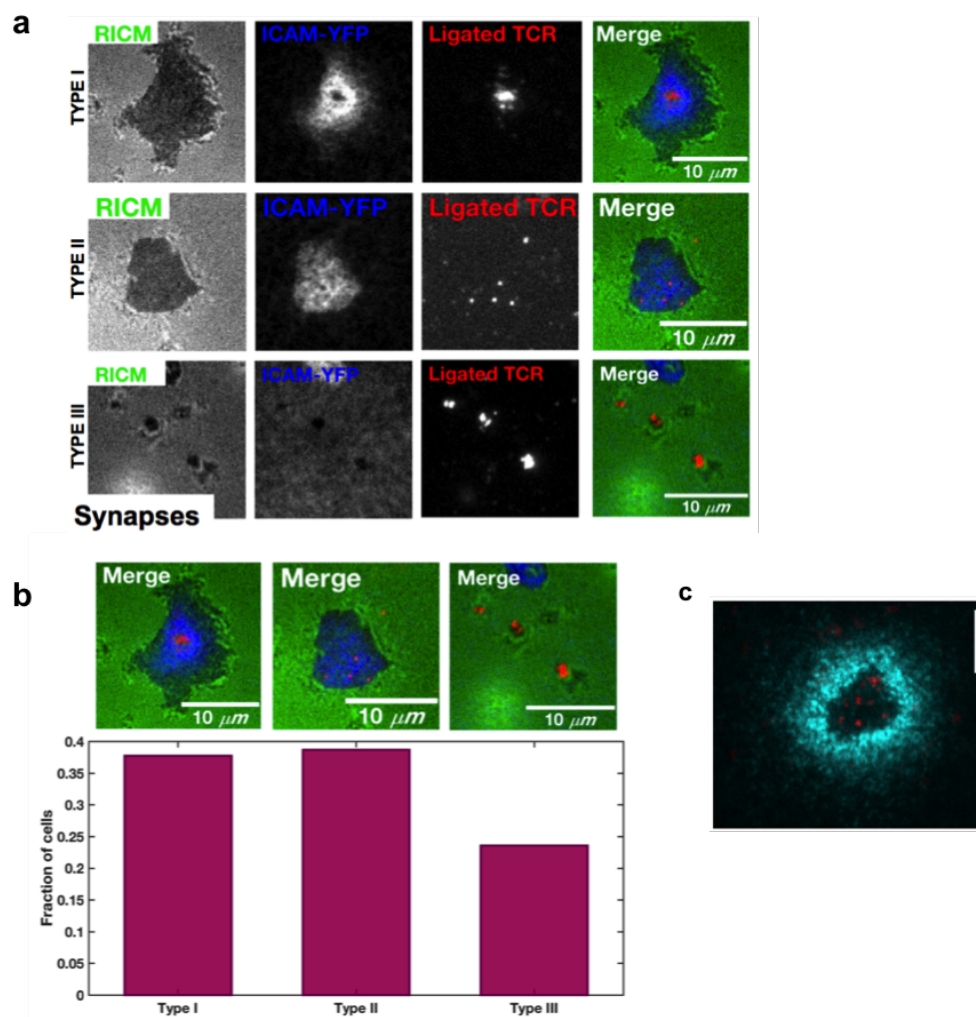 a
RICM
ICAM-YFP
Ligated TCR
Merge
TYPE I
10 μm
RICM
ICAM-YFP
Ligated TCR
Merge
TYPE II
10 μm
RICM
ICAM-YFP
Ligated TCR
Merge
TYPE III
10 μm
Synapses
b
Merge
Merge
Merge
10 μm
10 μm
10 μm
c
0.4
0.35
0.3
0.25
0.2
0.15
0.1
0.05
0
Fraction of cells
Type I
Type II
Type III